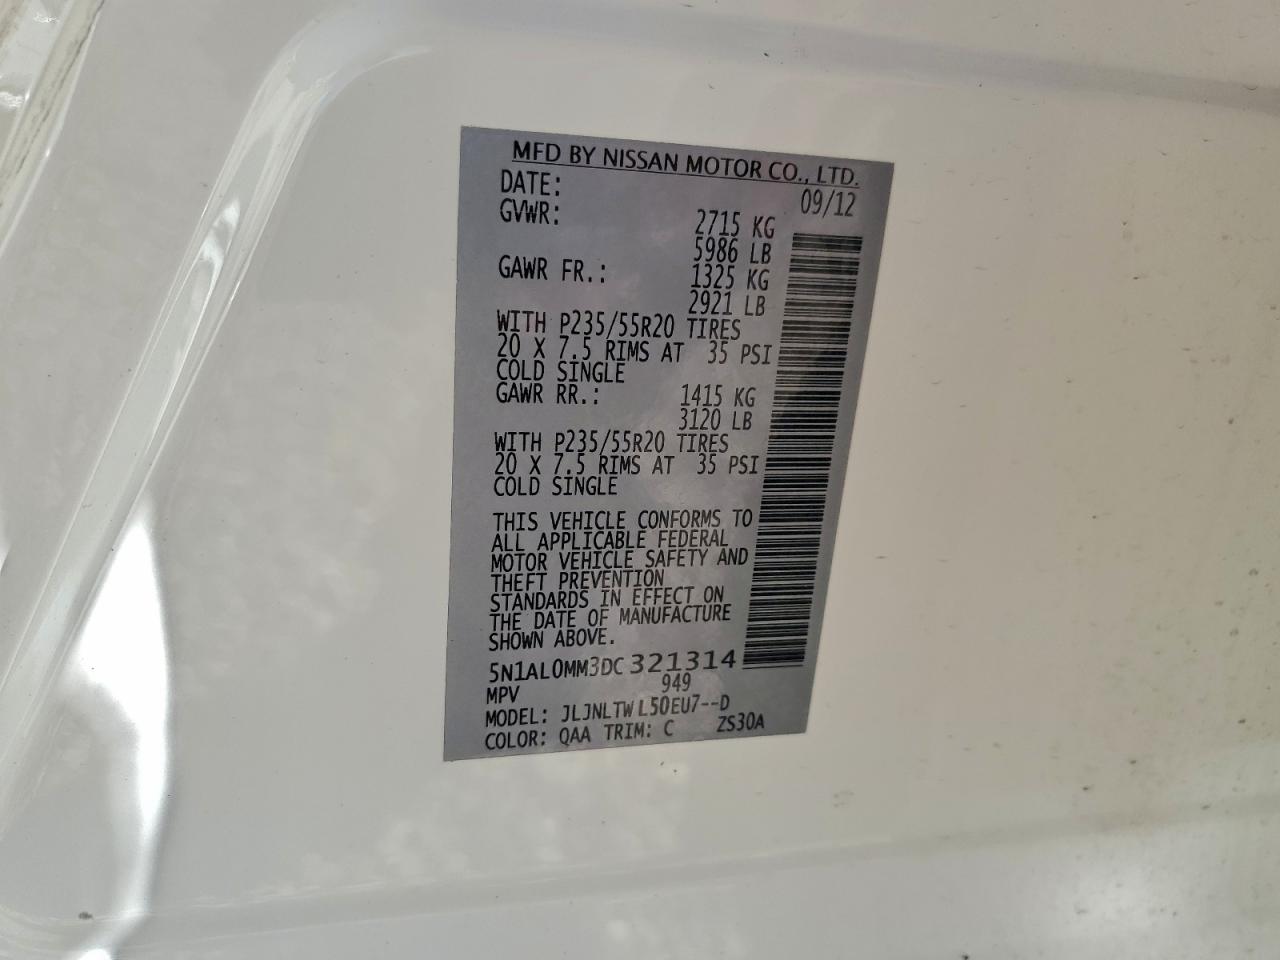 MFD BY NISSAN MOTOR CO., LTD.
DATE: 09/12
GVWR: 2715 KG
5986 LB
GAWR FR.: 1325 KG
2921 LB
WITH P235/55R20 TIRES
20 X 7.5 RIMS AT 35 PSI
COLD SINGLE
GAWR RR.: 1415 KG
3120 LB
WITH P235/55R20 TIRES
20 X 7.5 RIMS AT 35 PSI
COLD SINGLE
THIS VEHICLE CONFORMS TO
ALL APPLICABLE FEDERAL
MOTOR VEHICLE SAFETY AND
THEFT PREVENTION
STANDARDS IN EFFECT ON
THE DATE OF MANUFACTURE
SHOWN ABOVE.
5N1AL0MM3DC 321314
MPV 949
MODEL: JLJNLTWL50EU7--D
COLOR: QAA TRIM: C ZS30A